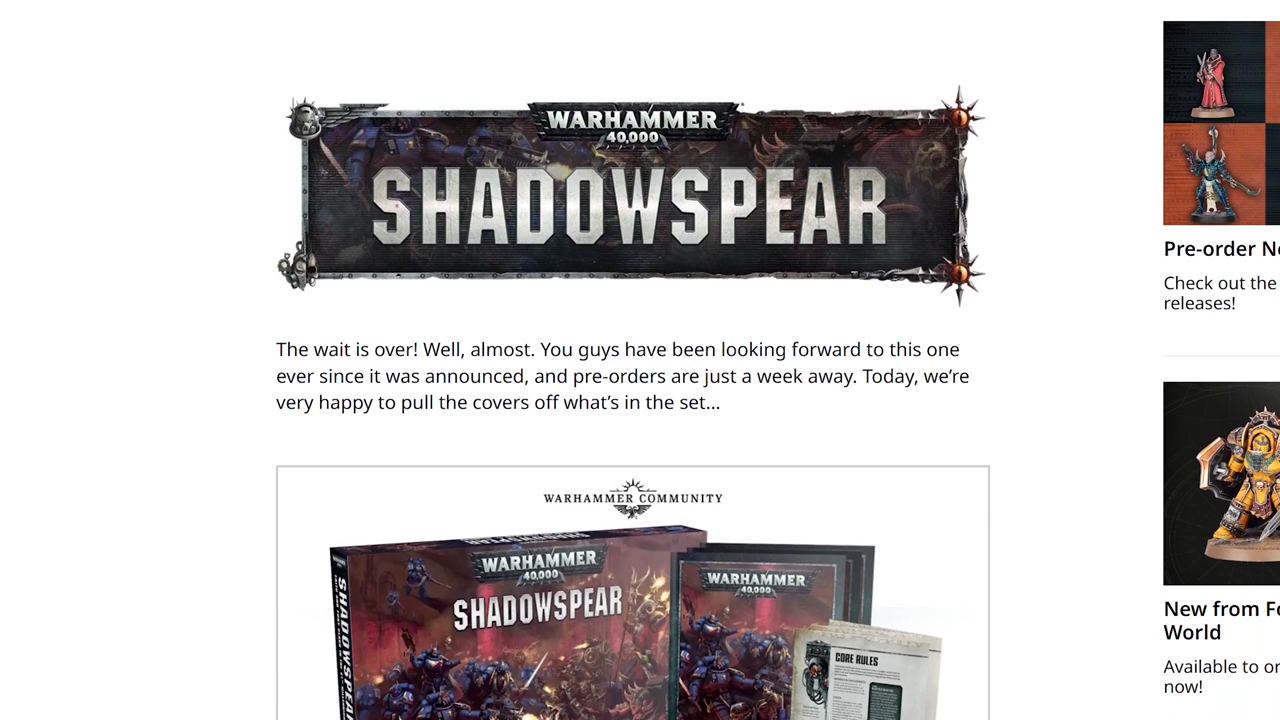 WARHAMMER
40,000
SHADOWSPEAR
The wait is over! Well, almost. You guys have been looking forward to this one
ever since it was announced, and pre-orders are just a week away. Today, we’re
very happy to pull the covers off what’s in the set…
WARHAMMER COMMUNITY
SHADOWSPEAR
WARHAMMER
40,000
SHADOWSPEAR
SHADOWSPEAR
WARHAMMER
40,000
SHADOWSPEAR
CORE RULES
Pre-order
Check out the
releases!
New from
World
Available to
now!